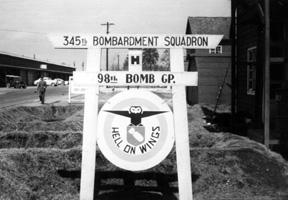 345th BOMBARDMENT SQUADRON
H
98th BOMB GP.
HELL ON WINGS